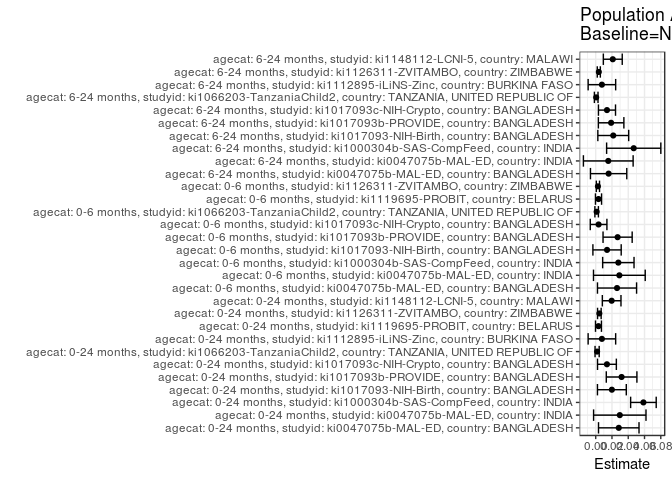 Population
Baseline=N
agecat: 6-24 months, studyid: ki1148112-LCNI-5, country: MALAWI
agecat: 6-24 months, studyid: ki1126311-ZVITAMBO, country: ZIMBABWE
agecat: 6-24 months, studyid: ki1112895-iLiNS-Zinc, country: BURKINA FASO
agecat: 6-24 months, studyid: ki1066203-TanzaniaChild2, country: TANZANIA, UNITED REPUBLIC OF
agecat: 6-24 months, studyid: ki1017093c-NIH-Crypto, country: BANGLADESH
agecat: 6-24 months, studyid: ki1017093b-PROVIDE, country: BANGLADESH
agecat: 6-24 months, studyid: ki1017093-NIH-Birth, country: BANGLADESH
agecat: 6-24 months, studyid: ki1000304b-SAS-CompFeed, country: INDIA
agecat: 6-24 months, studyid: ki0047075b-MAL-ED, country: INDIA
agecat: 6-24 months, studyid: ki0047075b-MAL-ED, country: BANGLADESH
agecat: 0-6 months, studyid: ki1126311-ZVITAMBO, country: ZIMBABWE
agecat: 0-6 months, studyid: ki1119695-PROBIT, country: BELARUS
agecat: 0-6 months, studyid: ki1066203-TanzaniaChild2, country: TANZANIA, UNITED REPUBLIC OF
agecat: 0-6 months, studyid: ki1017093c-NIH-Crypto, country: BANGLADESH
agecat: 0-6 months, studyid: ki1017093b-PROVIDE, country: BANGLADESH
agecat: 0-6 months, studyid: ki1017093-NIH-Birth, country: BANGLADESH
agecat: 0-6 months, studyid: ki1000304b-SAS-CompFeed, country: INDIA
agecat: 0-6 months, studyid: ki0047075b-MAL-ED, country: INDIA
agecat: 0-6 months, studyid: ki0047075b-MAL-ED, country: BANGLADESH
agecat: 0-24 months, studyid: ki1148112-LCNI-5, country: MALAWI
agecat: 0-24 months, studyid: ki1126311-ZVITAMBO, country: ZIMBABWE
agecat: 0-24 months, studyid: ki1119695-PROBIT, country: BELARUS
agecat: 0-24 months, studyid: ki1112895-iLiNS-Zinc, country: BURKINA FASO
agecat: 0-24 months, studyid: ki1066203-TanzaniaChild2, country: TANZANIA, UNITED REPUBLIC OF
agecat: 0-24 months, studyid: ki1017093c-NIH-Crypto, country: BANGLADESH
agecat: 0-24 months, studyid: ki1017093b-PROVIDE, country: BANGLADESH
agecat: 0-24 months, studyid: ki1017093-NIH-Birth, country: BANGLADESH
agecat: 0-24 months, studyid: ki1000304b-SAS-CompFeed, country: INDIA
agecat: 0-24 months, studyid: ki0047075b-MAL-ED, country: INDIA
agecat: 0-24 months, studyid: ki0047075b-MAL-ED, country: BANGLADESH
0.00 0.02 0.04 0.06 0.08
Estimate